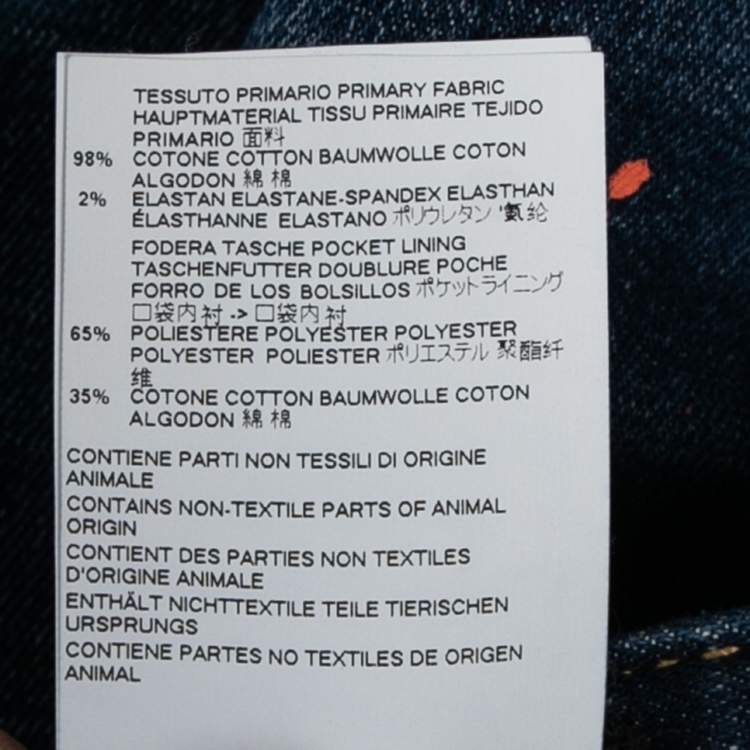 TESSUTO PRIMARIO PRIMARY FABRIC
HAUPTMATERIAL TISSU PRIMAIRE TEJIDO
PRIMARIO 面料
98% COTONE COTTON BAUMWOLLE COTON
ALGODON 綿 棉
2% ELASTAN ELASTANE-SPANDEX ELASTHAN
ÉLASTHANNE ELASTANO ポリウレタン '氨纶
FODERA TASCHE POCKET LINING
TASCHENFUTTER DOUBLURE POCHE
FORRO DE LOS BOLSILLOS ポケットライニング
口袋内衬 -> 口袋内衬
65% POLIESTERE POLYESTER POLYESTER
POLYESTER POLIESTER ポリエステル 聚酯纤
维
35% COTONE COTTON BAUMWOLLE COTON
ALGODON 綿 棉
CONTIENE PARTI NON TESSILI DI ORIGINE
ANIMALE
CONTAINS NON-TEXTILE PARTS OF ANIMAL
ORIGIN
CONTIENT DES PARTIES NON TEXTILES
D'ORIGINE ANIMALE
ENTHÄLT NICHTTEXTILE TEILE TIERISCHEN
URSPRUNGS
CONTIENE PARTES NO TEXTILES DE ORIGEN
ANIMAL